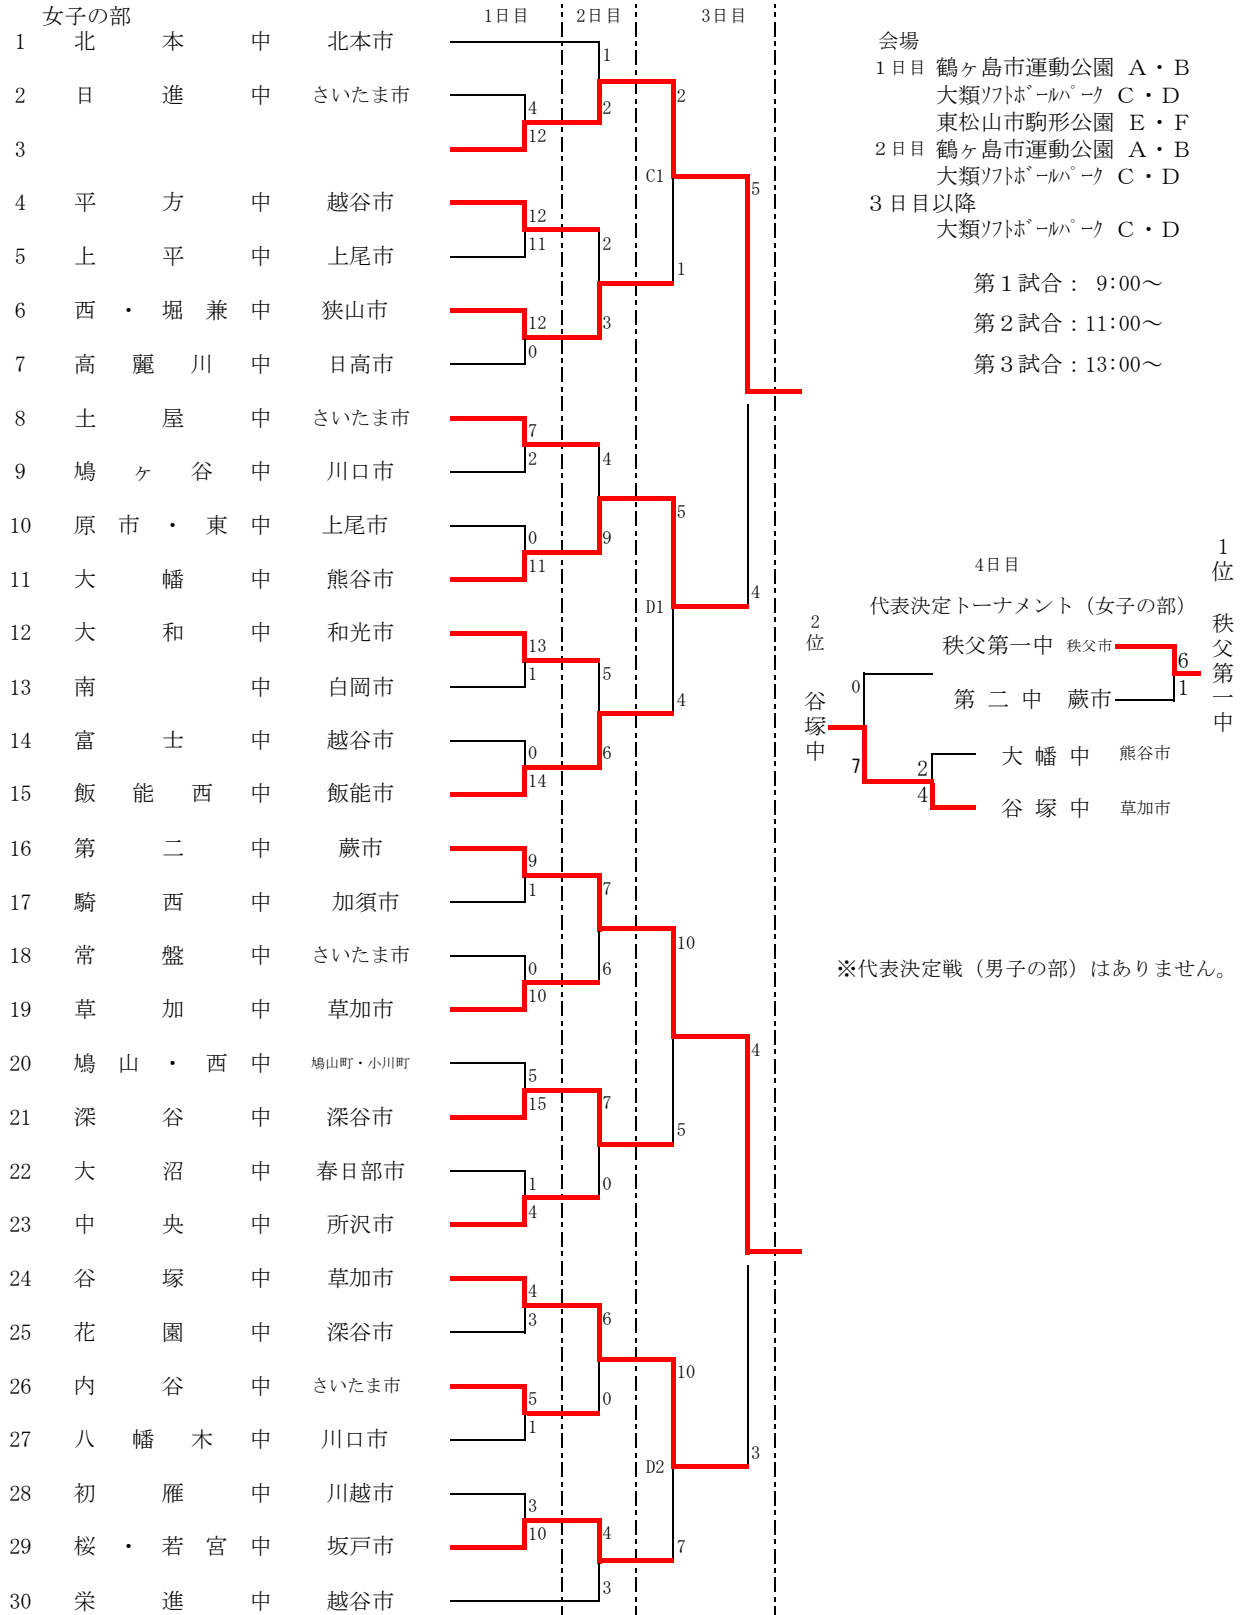 女子の部
1日目 2日目 3日目
1 北本中 北本市
1
2 日進中 さいたま市
4
2
2
12
3
C1
5
4 平方中 越谷市
12
11
2
5 上平中 上尾市
1
6 西・堀兼中 狭山市
12
3
0
7 高麗川中 日高市
8 土屋中 さいたま市
7
2
4
9 鳩ヶ谷中 川口市
5
10 原市・東中 上尾市
0
9
11
11 大幡中 熊谷市
D1
4
12 大和中 和光市
13
1
5
13 南中 白岡市
4
14 富士中 越谷市
0
6
14
15 飯能西中 飯能市
16 第二中 蕨市
9
1
7
17 騎西中 加須市
10
18 常盤中 さいたま市
0
6
10
19 草加中 草加市
4
20 鳩山・西中 鳩山町・小川町
5
15
7
21 深谷中 深谷市
5
22 大沼中 春日部市
1
0
4
23 中央中 所沢市
24 谷塚中 草加市
4
3
6
25 花園中 深谷市
10
26 内谷中 さいたま市
5
0
1
27 八幡木中 川口市
D2
3
28 初雁中 川越市
3
10
4
29 桜・若宮中 坂戸市
7
3
30 栄進中 越谷市
会場
1日目 鶴ヶ島市運動公園 A・B
大類ソフトボールパーク C・D
東松山市駒形公園 E・F
2日目 鶴ヶ島市運動公園 A・B
大類ソフトボールパーク C・D
3日目以降
大類ソフトボールパーク C・D
第1試合: 9:00～
第2試合:11:00～
第3試合:13:00～
4日目
代表決定トーナメント（女子の部）
1位 秩父第一中
2位 谷塚中
秩父第一中 秩父市
6
1
第二中 蕨市
0
7
大幡中 熊谷市
2
4
谷塚中 草加市
※代表決定戦（男子の部）はありません。